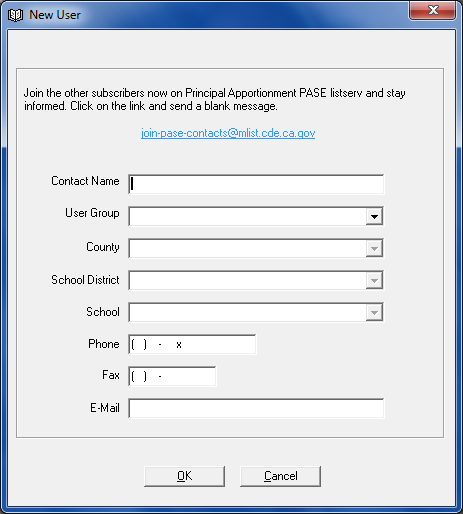 New User
Join the other subscribers now on Principal Apportionment PASE listserv and stay
informed. Click on the link and send a blank message.
join-pase-contacts@mlist.cde.ca.gov
Contact Name
User Group
County
School District
School
Phone ( ) - x
Fax ( ) -
E-Mail
OK Cancel